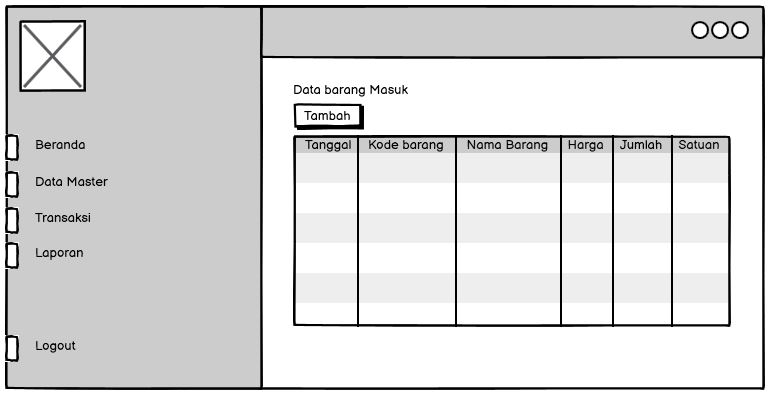 Data barang Masuk
Tambah
Beranda
Data Master
Transaksi
Laporan
Logout
Tanggal Kode barang Nama Barang Harga Jumlah Satuan